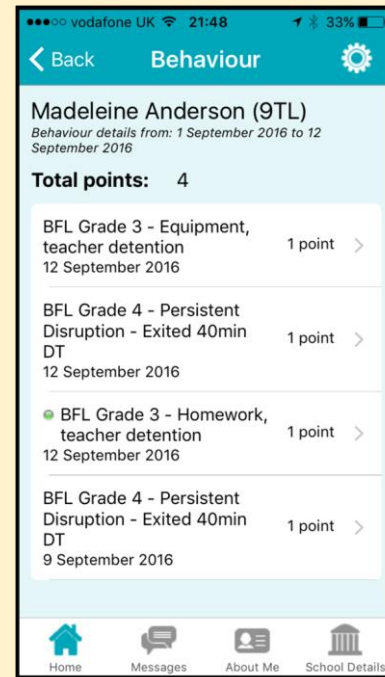 vodafone UK 21:48 33%
Back Behaviour
Madeleine Anderson (9TL)
Behaviour details from: 1 September 2016 to 12
September 2016
Total points: 4
BFL Grade 3 - Equipment,
teacher detention 1 point
12 September 2016
BFL Grade 4 - Persistent
Disruption - Exited 40min 1 point
DT
12 September 2016
BFL Grade 3 - Homework,
teacher detention 1 point
12 September 2016
BFL Grade 4 - Persistent
Disruption - Exited 40min 1 point
DT
9 September 2016
Home Messages About Me School Details